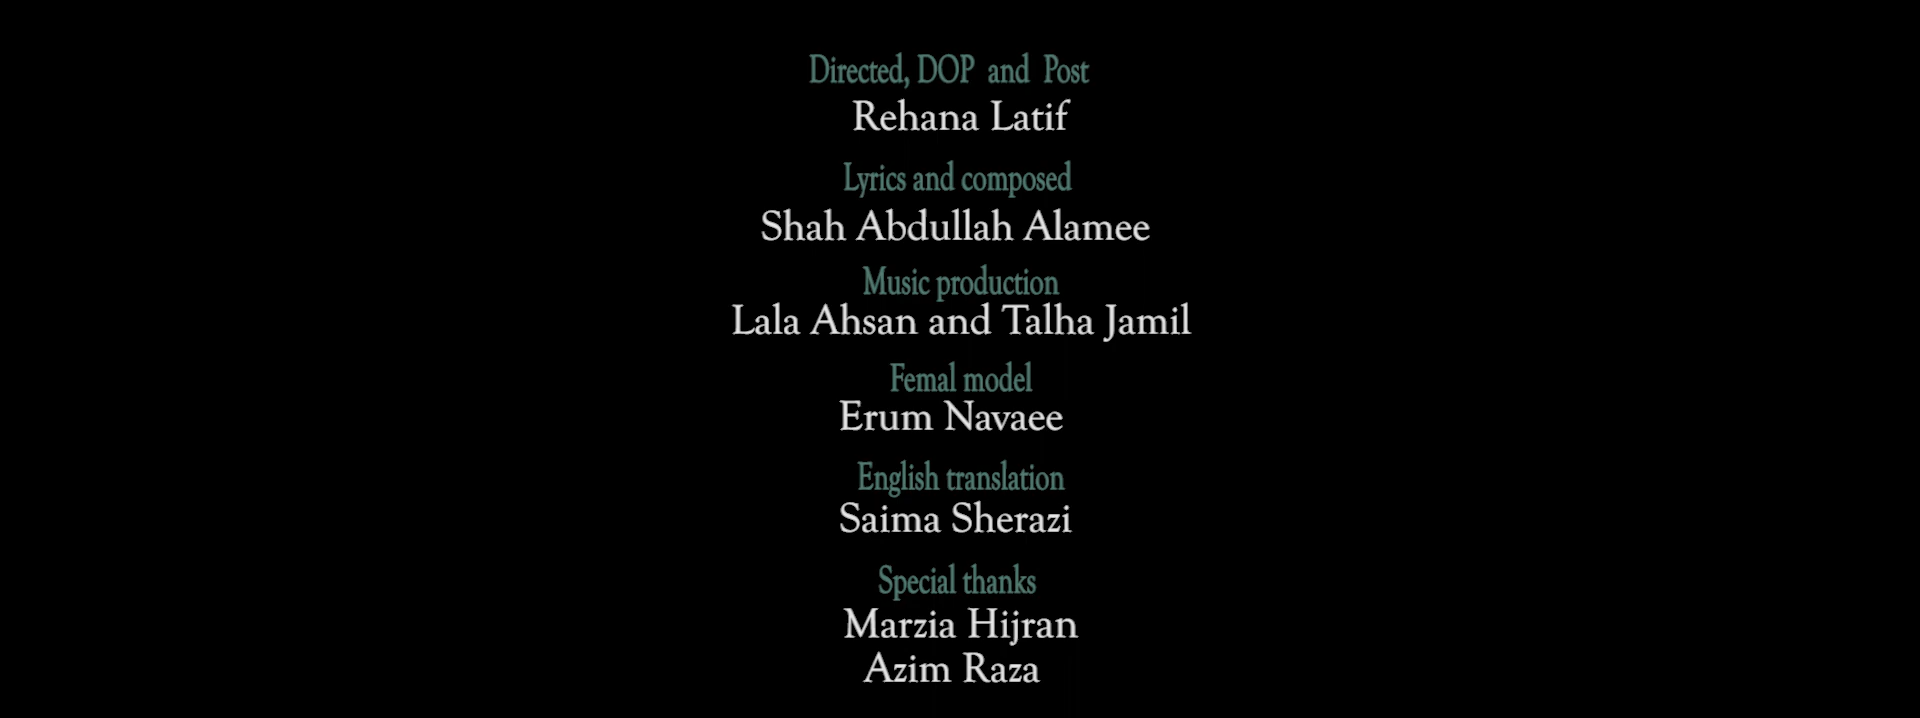 Directed, DOP and Post
Rehana Latif
Lyrics and composed
Shah Abdullah Alamee
Music production
Lala Ahsan and Talha Jamil
Femal model
Erum Navaee
English translation
Saima Sherazi
Special thanks
Marzia Hijran
Azim Raza